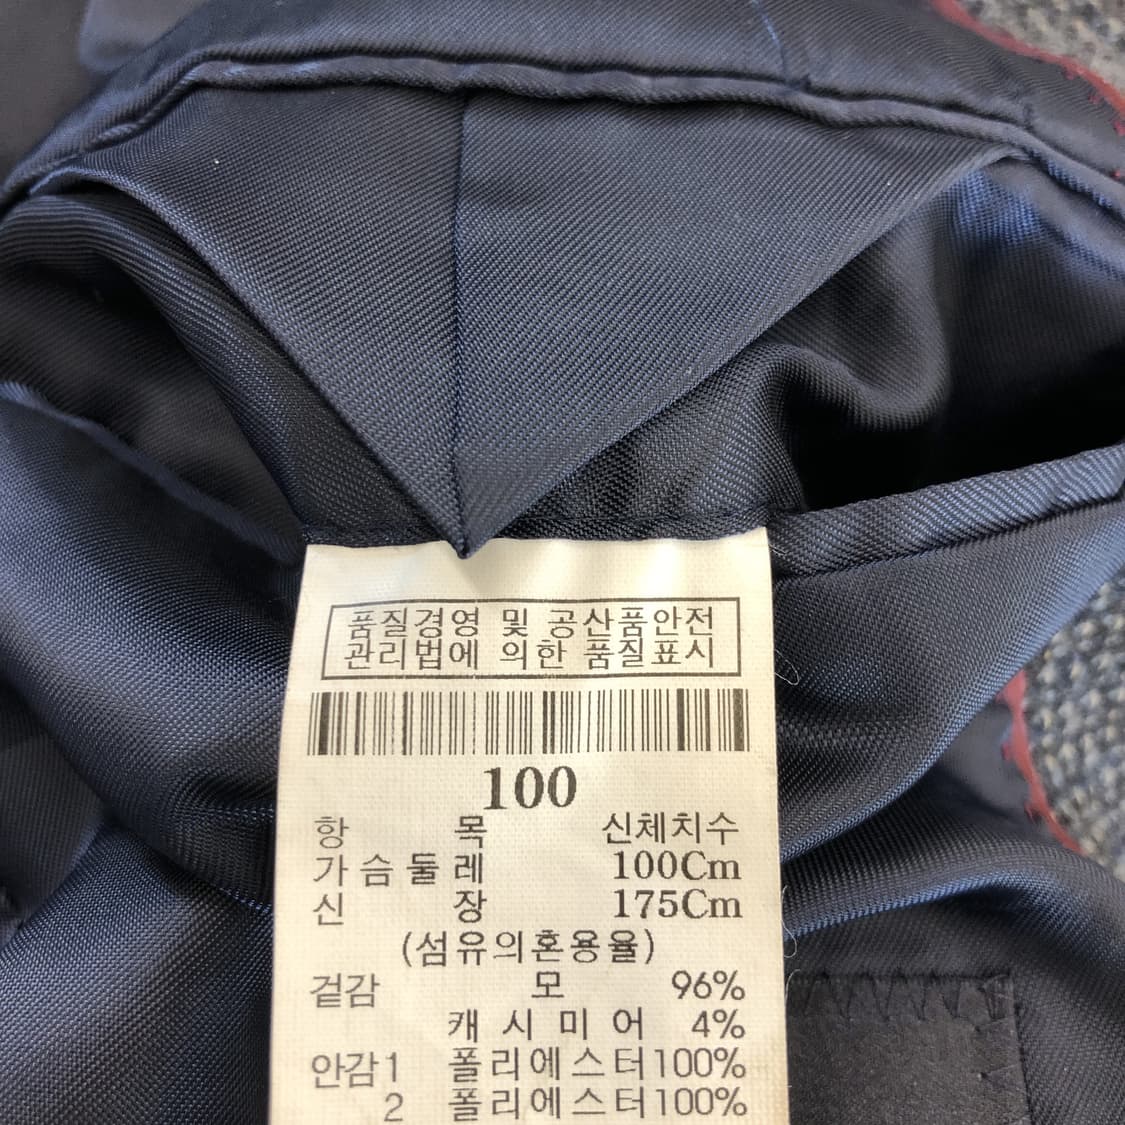 품질경영 및 공산품안전
관리법에 의한 품질표시
100
항 목 신체치수
가슴둘레 100Cm
신 장 175Cm
(섬유의혼용율)
겉감 모 96%
캐시미어 4%
안감1 폴리에스터100%
2 폴리에스터100%